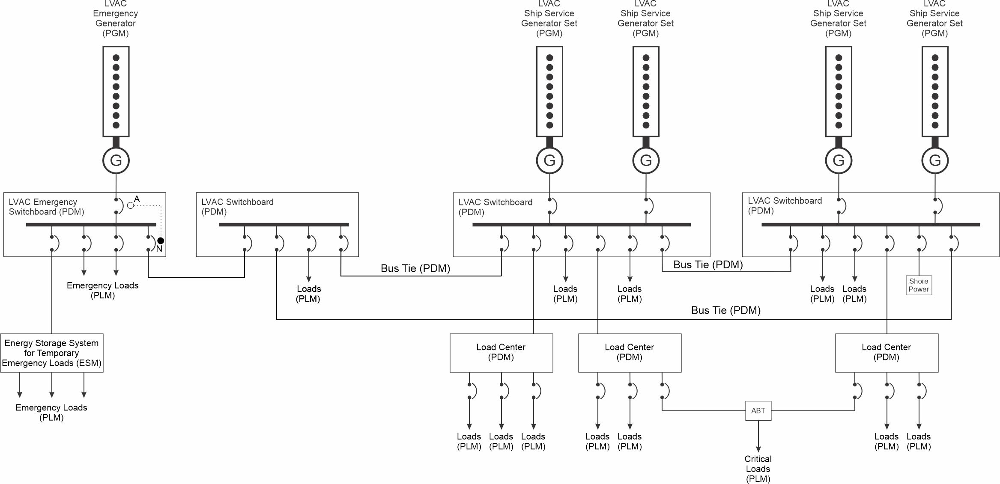 LVAC
Emergency
Generator
(PGM)
LVAC
Ship Service
Generator Set
(PGM)
LVAC
Ship Service
Generator Set
(PGM)
LVAC
Ship Service
Generator Set
(PGM)
LVAC
Ship Service
Generator Set
(PGM)
G
G
G
G
G
LVAC Emergency
Switchboard (PDM)
A
N
LVAC Switchboard
(PDM)
LVAC Switchboard
(PDM)
LVAC Switchboard
(PDM)
Bus Tie (PDM)
Bus Tie (PDM)
Emergency Loads
(PLM)
Loads
(PLM)
Loads
(PLM)
Loads
(PLM)
Loads
(PLM)
Loads
(PLM)
Shore
Power
Bus Tie (PDM)
Energy Storage System
for Temporary
Emergency Loads (ESM)
Load Center
(PDM)
Load Center
(PDM)
Load Center
(PDM)
Emergency Loads
(PLM)
ABT
Loads
(PLM)
Loads
(PLM)
Loads
(PLM)
Loads
(PLM)
Loads
(PLM)
Loads
(PLM)
Loads
(PLM)
Critical
Loads
(PLM)